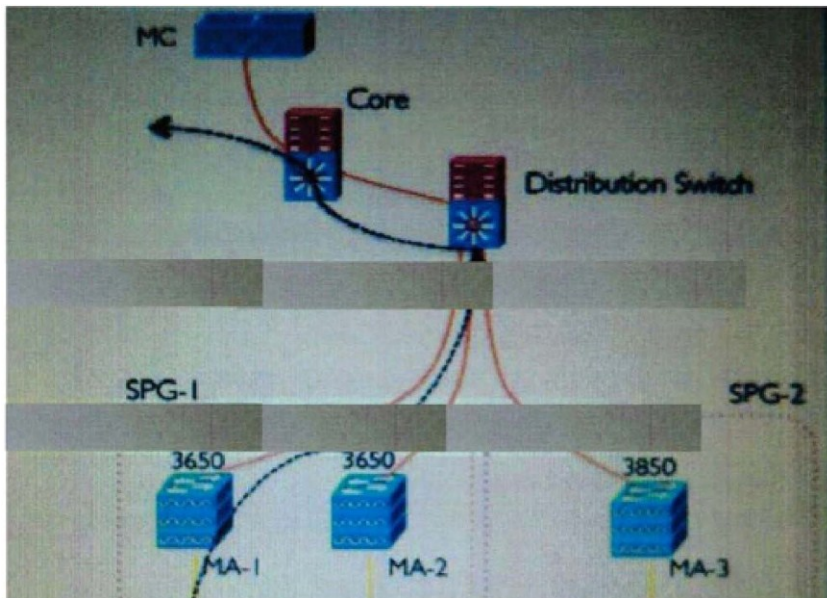 MC
Core
Distribution Switch
SPG-1
SPG-2
3650
3650
3850
MA-1
MA-2
MA-3